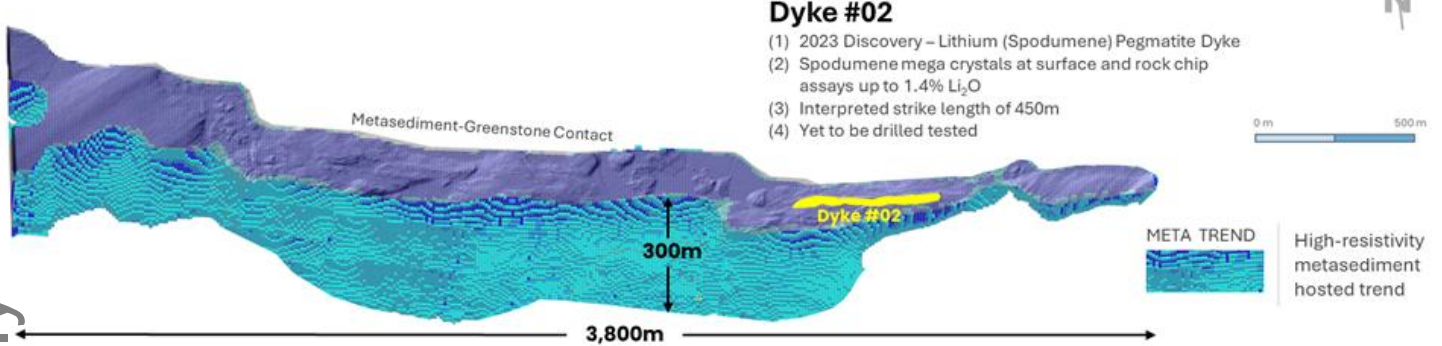 Dyke #02
(1) 2023 Discovery – Lithium (Spodumene) Pegmatite Dyke
(2) Spodumene mega crystals at surface and rock chip
assays up to 1.4% Li₂O
(3) Interpreted strike length of 450m
(4) Yet to be drilled tested
N
Metasediment-Greenstone Contact
0 m 500 m
Dyke #02
300m
META TREND
High-resistivity
metasediment
hosted trend
3,800m